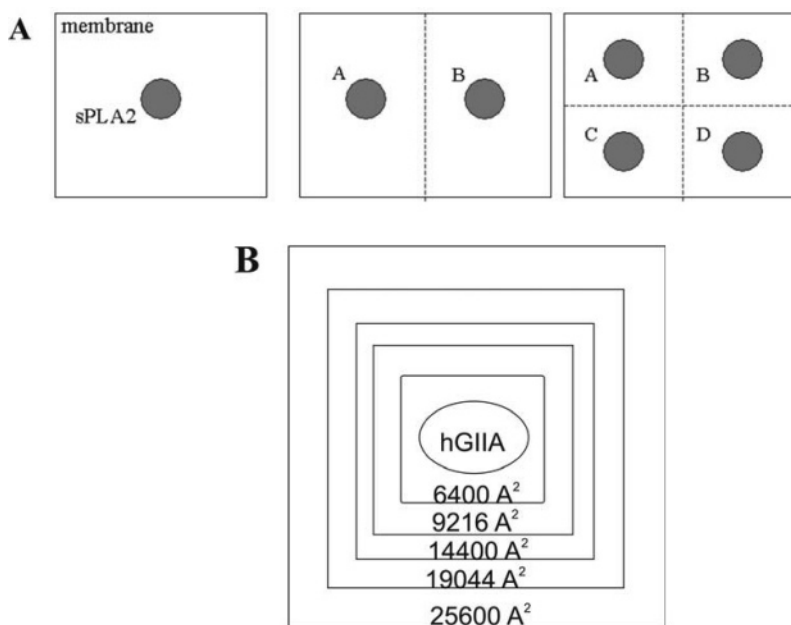 A
membrane
sPLA2
A
B
A
B
C
D
B
hGIIA
6400 A²
9216 A²
14400 A²
19044 A²
25600 A²